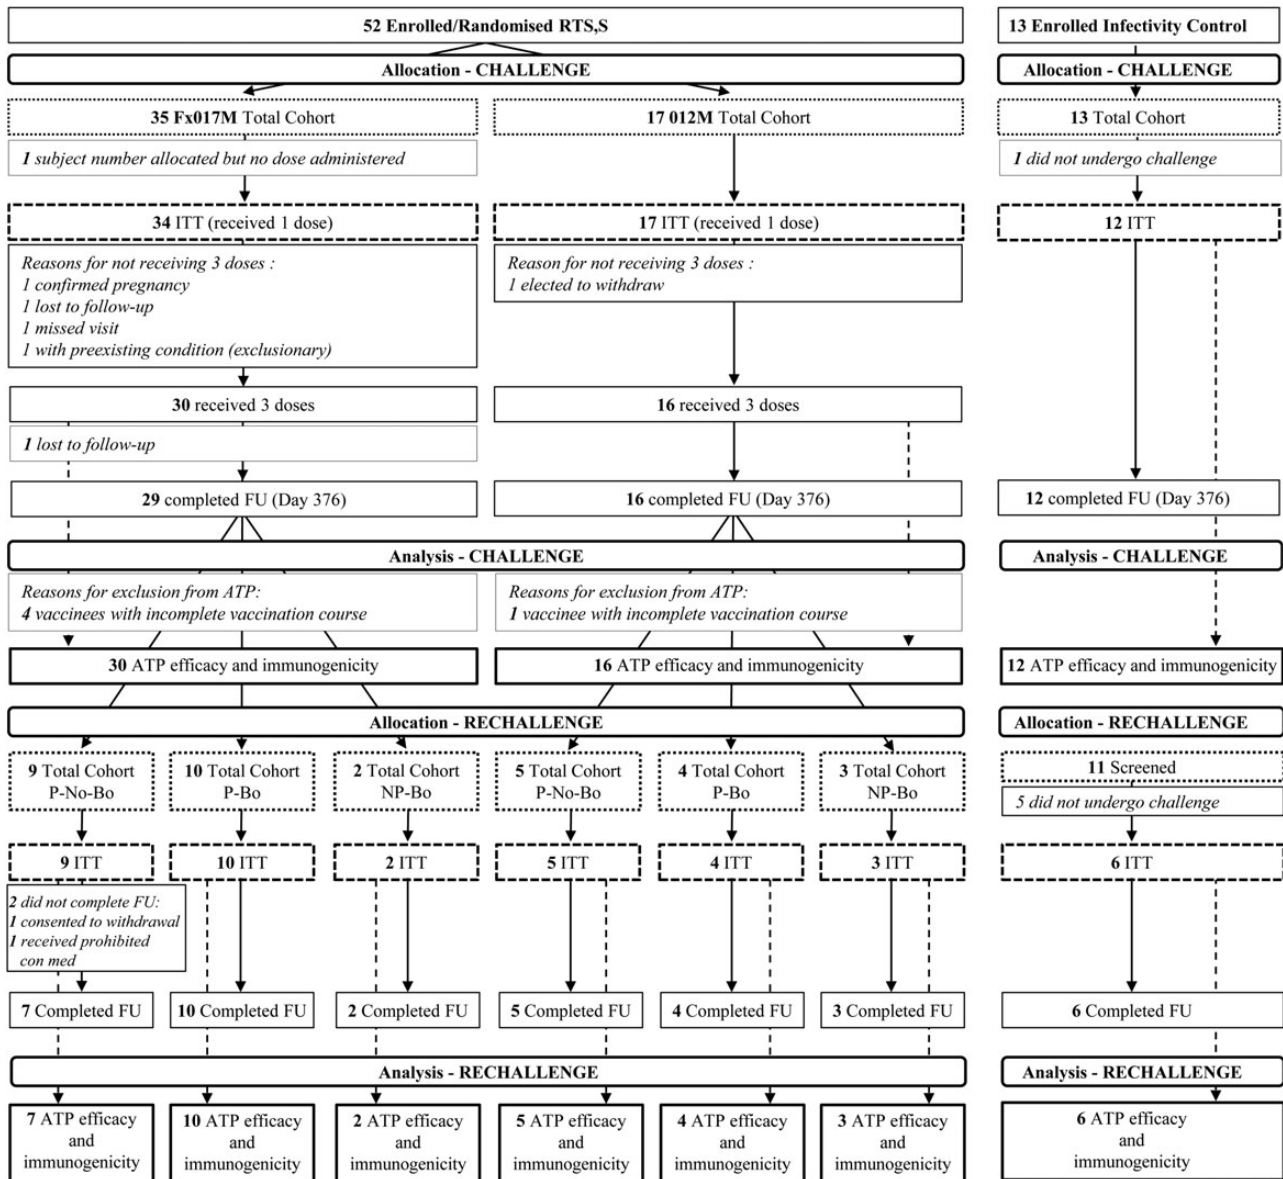 52 Enrolled/Randomised RTS,S
13 Enrolled Infectivity Control
Allocation - CHALLENGE
Allocation - CHALLENGE
35 Fx017M Total Cohort
17 012M Total Cohort
13 Total Cohort
1 subject number allocated but no dose administered
1 did not undergo challenge
34 ITT (received 1 dose)
17 ITT (received 1 dose)
12 ITT
Reasons for not receiving 3 doses :
1 confirmed pregnancy
1 lost to follow-up
1 missed visit
1 with preexisting condition (exclusionary)
Reason for not receiving 3 doses :
1 elected to withdraw
30 received 3 doses
16 received 3 doses
1 lost to follow-up
29 completed FU (Day 376)
16 completed FU (Day 376)
12 completed FU (Day 376)
Analysis - CHALLENGE
Analysis - CHALLENGE
Reasons for exclusion from ATP:
4 vaccinees with incomplete vaccination course
Reasons for exclusion from ATP:
1 vaccinee with incomplete vaccination course
30 ATP efficacy and immunogenicity
16 ATP efficacy and immunogenicity
12 ATP efficacy and immunogenicity
Allocation - RECHALLENGE
Allocation - RECHALLENGE
9 Total Cohort
P-No-Bo
10 Total Cohort
P-Bo
2 Total Cohort
NP-Bo
5 Total Cohort
P-No-Bo
4 Total Cohort
P-Bo
3 Total Cohort
NP-Bo
11 Screened
5 did not undergo challenge
9 ITT
10 ITT
2 ITT
5 ITT
4 ITT
3 ITT
6 ITT
2 did not complete FU:
1 consented to withdrawal
1 received prohibited
con med
7 Completed FU
10 Completed FU
2 Completed FU
5 Completed FU
4 Completed FU
3 Completed FU
6 Completed FU
Analysis - RECHALLENGE
Analysis - RECHALLENGE
7 ATP efficacy
and
immunogenicity
10 ATP efficacy
and
immunogenicity
2 ATP efficacy
and
immunogenicity
5 ATP efficacy
and
immunogenicity
4 ATP efficacy
and
immunogenicity
3 ATP efficacy
and
immunogenicity
6 ATP efficacy
and
immunogenicity